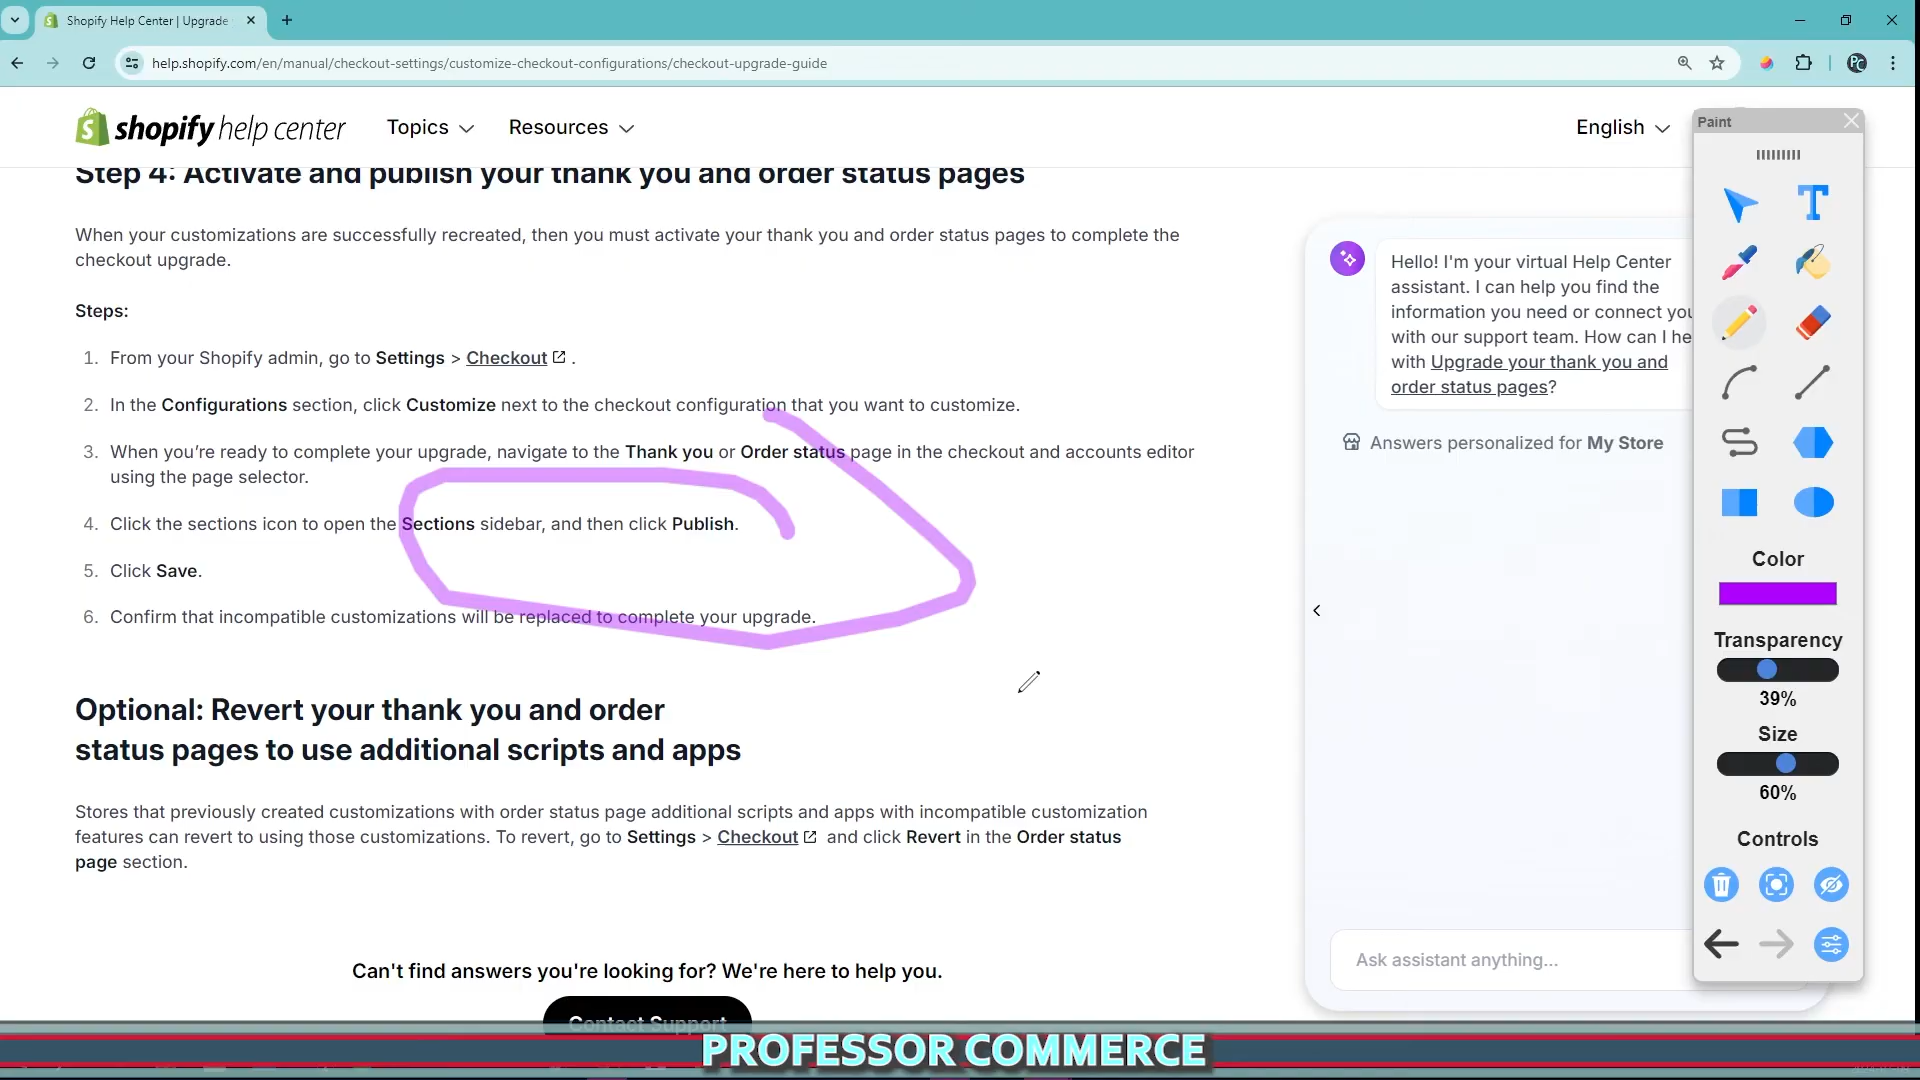 Shopify Help Center | Upgrade
help.shopify.com/en/manual/checkout-settings/customize-checkout-configurations/checkout-upgrade-guide
shopify help center
Topics
Resources
English
Step 4: Activate and publish your thank you and order status pages
When your customizations are successfully recreated, then you must activate your thank you and order status pages to complete the
checkout upgrade.
Steps:
1. From your Shopify admin, go to Settings > Checkout .
2. In the Configurations section, click Customize next to the checkout configuration that you want to customize.
3. When you’re ready to complete your upgrade, navigate to the Thank you or Order status page in the checkout and accounts editor
using the page selector.
4. Click the sections icon to open the Sections sidebar, and then click Publish.
5. Click Save.
6. Confirm that incompatible customizations will be replaced to complete your upgrade.
Optional: Revert your thank you and order
status pages to use additional scripts and apps
Stores that previously created customizations with order status page additional scripts and apps with incompatible customization
features can revert to using those customizations. To revert, go to Settings > Checkout and click Revert in the Order status
page section.
Can't find answers you're looking for? We're here to help you.
Contact Support
Hello! I'm your virtual Help Center
assistant. I can help you find the
information you need or connect you
with our support team. How can I he
with Upgrade your thank you and
order status pages?
Answers personalized for My Store
Ask assistant anything...
Paint
Color
Transparency
39%
Size
60%
Controls
PROFESSOR COMMERCE